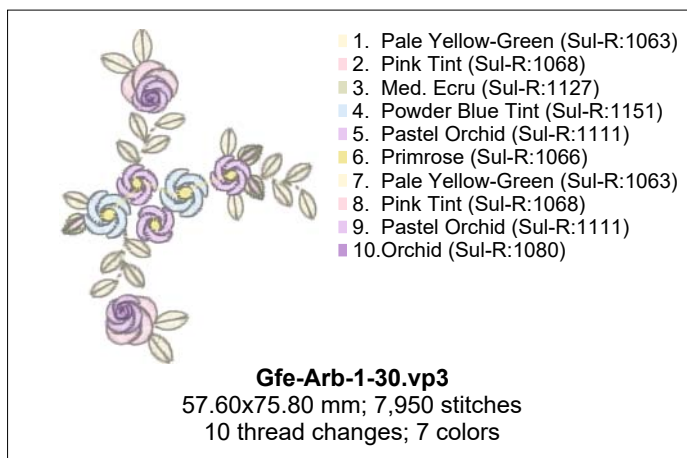 1. Pale Yellow-Green (Sul-R:1063)
2. Pink Tint (Sul-R:1068)
3. Med. Ecru (Sul-R:1127)
4. Powder Blue Tint (Sul-R:1151)
5. Pastel Orchid (Sul-R:1111)
6. Primrose (Sul-R:1066)
7. Pale Yellow-Green (Sul-R:1063)
8. Pink Tint (Sul-R:1068)
9. Pastel Orchid (Sul-R:1111)
10.Orchid (Sul-R:1080)
Gfe-Arb-1-30.vp3
57.60x75.80 mm; 7,950 stitches
10 thread changes; 7 colors